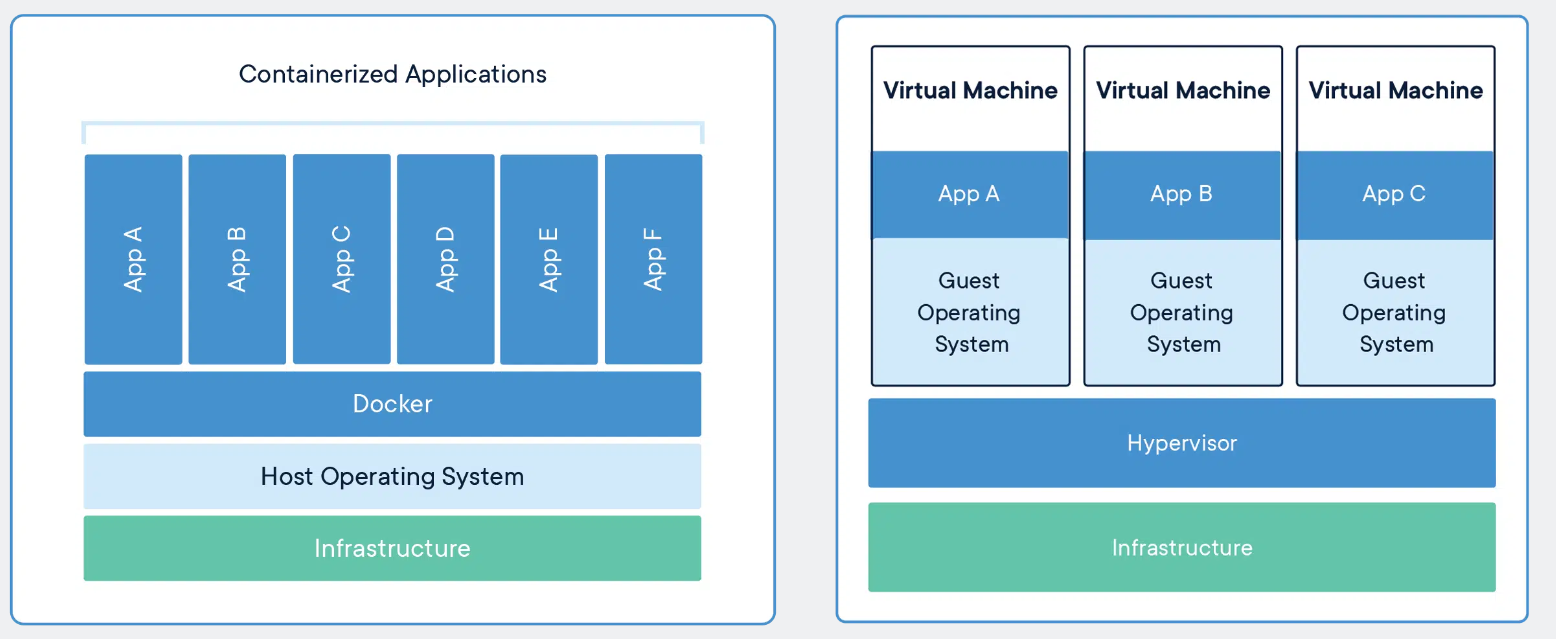 Containerized Applications
App A
App B
App C
App D
App E
App F
Docker
Host Operating System
Infrastructure
Virtual Machine
App A
Guest
Operating
System
Virtual Machine
App B
Guest
Operating
System
Virtual Machine
App C
Guest
Operating
System
Hypervisor
Infrastructure